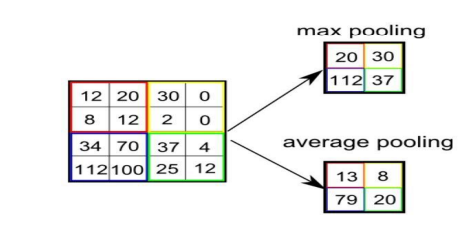 max pooling
20 30
112 37
12 20 30 0
8 12 2 0
34 70 37 4
112 100 25 12
average pooling
13 8
79 20